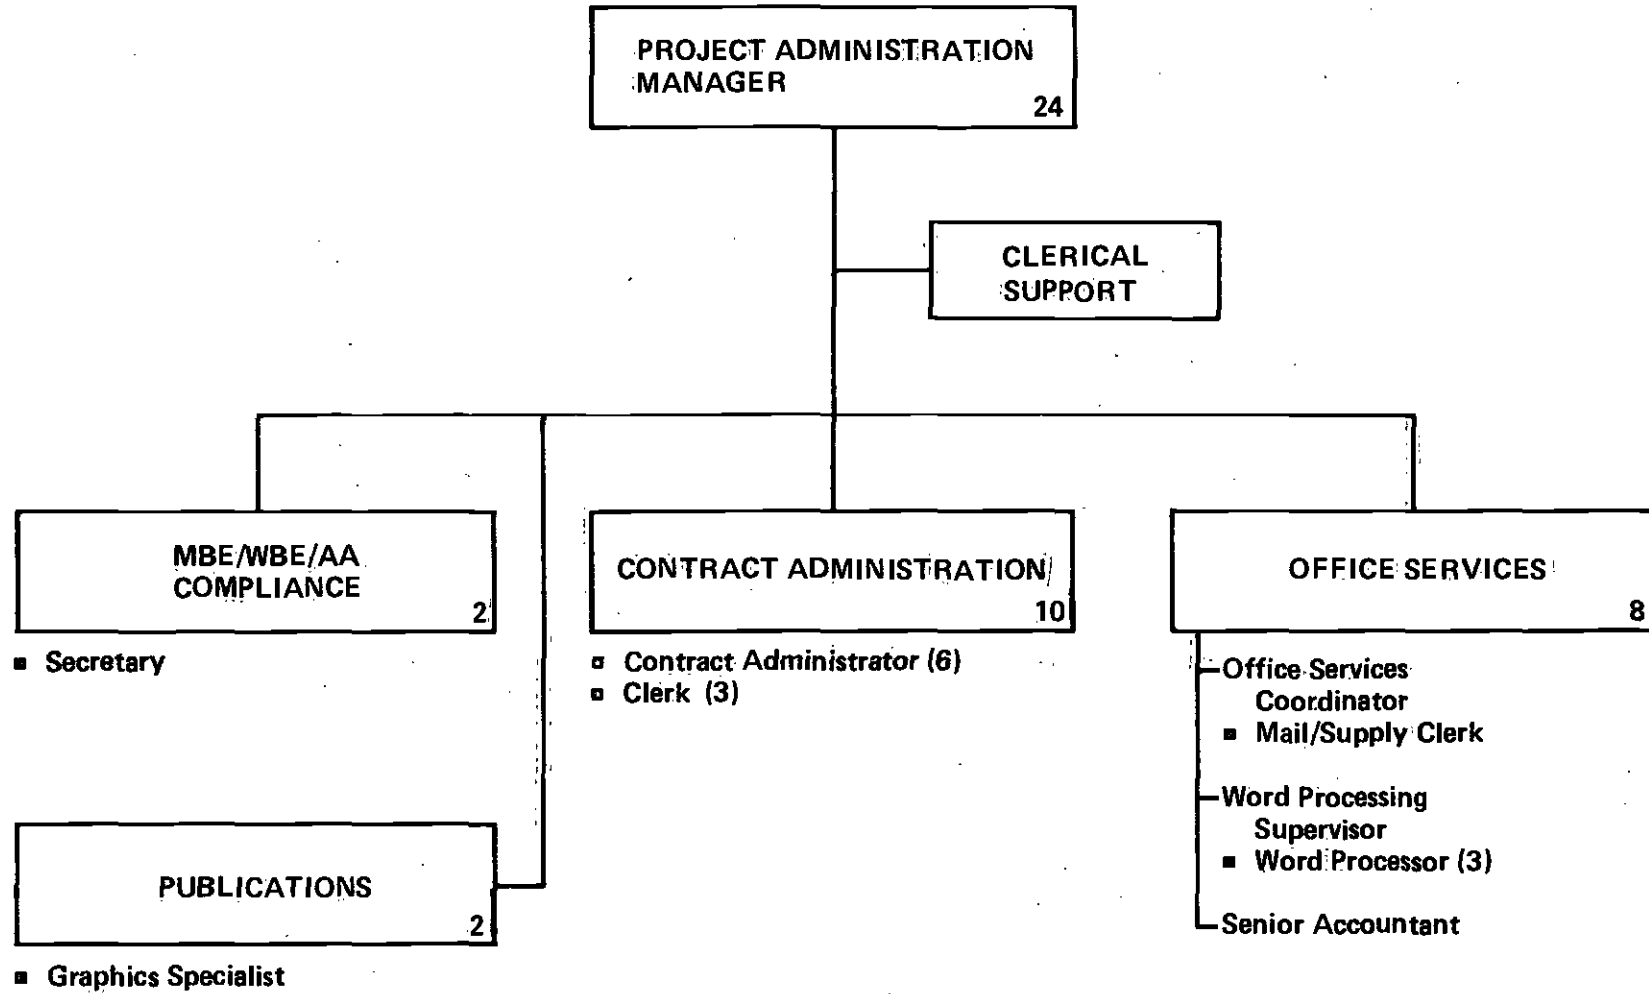 PROJECT ADMINISTRATION
MANAGER
24
CLERICAL
SUPPORT
MBE/WBE/AA
COMPLIANCE
2
■ Secretary
CONTRACT ADMINISTRATION
10
▫ Contract Administrator (6)
▫ Clerk (3)
OFFICE SERVICES
8
Office Services
Coordinator
■ Mail/Supply Clerk
Word Processing
Supervisor
■ Word Processor (3)
Senior Accountant
PUBLICATIONS
2
■ Graphics Specialist